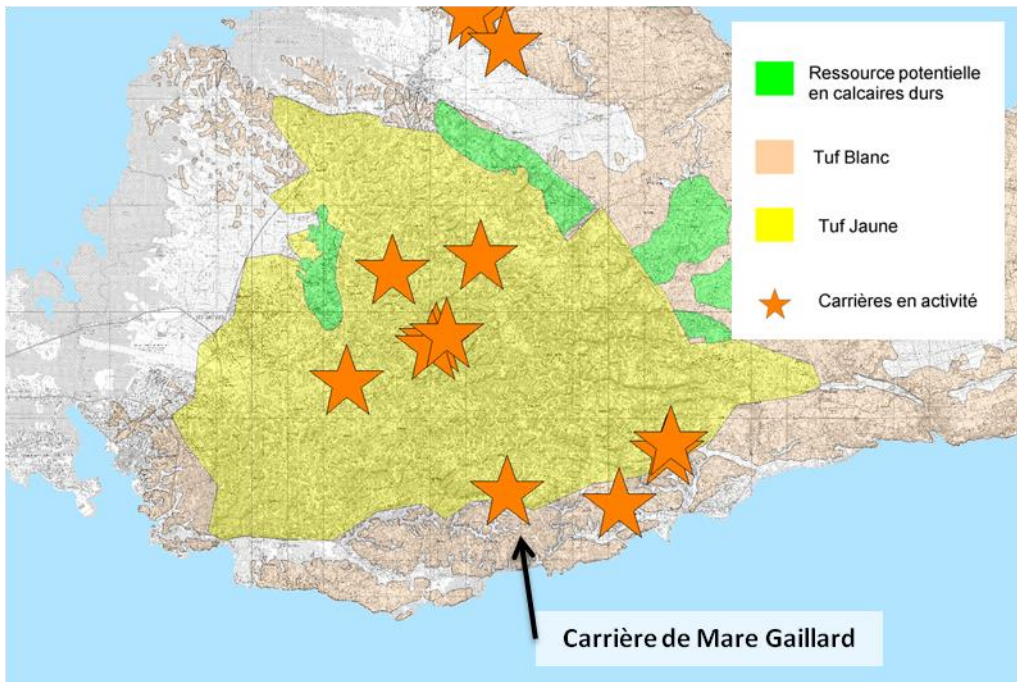 Ressource potentielle
en calcaires durs
Tuf Blanc
Tuf Jaune
Carrières en activité
Carrière de Mare Gaillard